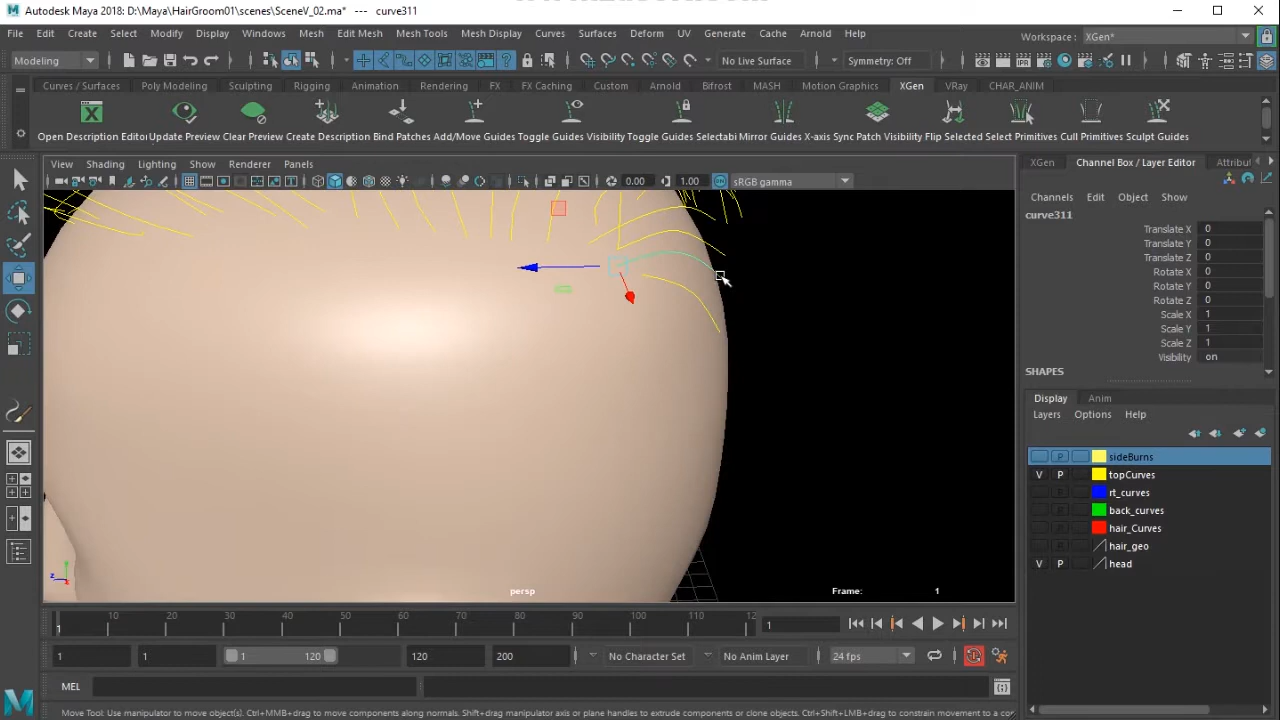 Autodesk Maya 2018: D:\Maya\HairGroom01\scenes\SceneV_02.ma* --- curve311
File Edit Create Select Modify Display Windows Mesh Edit Mesh Mesh Tools Mesh Display Curves Surfaces Deform UV Generate Cache Arnold Help
Workspace : XGen*
Modeling
No Live Surface
Symmetry: Off
Curves / Surfaces Poly Modeling Sculpting Rigging Animation Rendering FX FX Caching Custom Arnold Bifrost MASH Motion Graphics XGen VRay CHAR_ANIM
Open Description Editor Update Preview Clear Preview Create Description Bind Patches Add/Move Guides Toggle Guides Visibility Toggle Guides Selectabi Mirror Guides X-axis Sync Patch Visibility Flip Selected Select Primitives Cull Primitives Sculpt Guides
View Shading Lighting Show Renderer Panels
0.00 1.00 sRGB gamma
XGen Channel Box / Layer Editor Attribut
Channels Edit Object Show
curve311
Translate X 0
Translate Y 0
Translate Z 0
Rotate X 0
Rotate Y 0
Rotate Z 0
Scale X 1
Scale Y 1
Scale Z 1
Visibility on
SHAPES
Display Anim
Layers Options Help
P sideBurns
V P topCurves
rt_curves
back_curves
hair_Curves
hair_geo
V P head
z
persp
Frame: 1
1 10 20 30 40 50 60 70 80 90 100 110 12
1
1 1 1 120 120 200 No Character Set No Anim Layer 24 fps
MEL
Move Tool: Use manipulator to move object(s). Ctrl+MMB+drag to move components along normals. Shift+drag manipulator axis or plane handles to extrude components or clone objects. Ctrl+Shift+LMB+drag to constrain movement to a cor